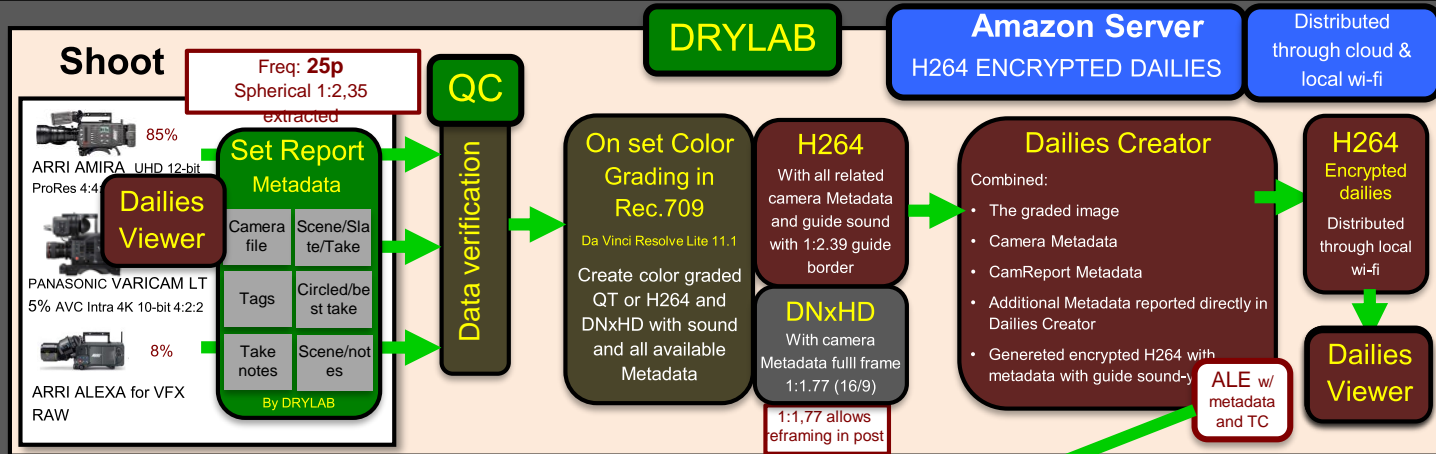 Shoot
Freq: 25p
Spherical 1:2,35
extracted
QC
DRYLAB
Amazon Server
H264 ENCRYPTED DAILIES
Distributed
through cloud &
local wi-fi
85%
ARRI AMIRA UHD 12-bit
ProRes 4:4:
Dailies
Viewer
PANASONIC VARICAM LT
5% AVC Intra 4K 10-bit 4:2:2
8%
ARRI ALEXA for VFX
RAW
Set Report
Metadata
Camera
file
Scene/Sla
te/Take
Tags
Circled/be
st take
Take
notes
Scene/not
es
By DRYLAB
Data verification
On set Color
Grading in
Rec.709
Da Vinci Resolve Lite 11.1
Create color graded
QT or H264 and
DNxHD with sound
and all available
Metadata
H264
With all related
camera Metadata
and guide sound
with 1:2.39 guide
border
DNxHD
With camera
Metadata fulll frame
1:1.77 (16/9)
1:1,77 allows
reframing in post
Dailies Creator
Combined:
• The graded image
• Camera Metadata
• CamReport Metadata
• Additional Metadata reported directly in
Dailies Creator
• Genereted encrypted H264 with
metadata with guide sound-y
ALE w/
metadata
and TC
H264
Encrypted
dailies
Distributed
through local
wi-fi
Dailies
Viewer